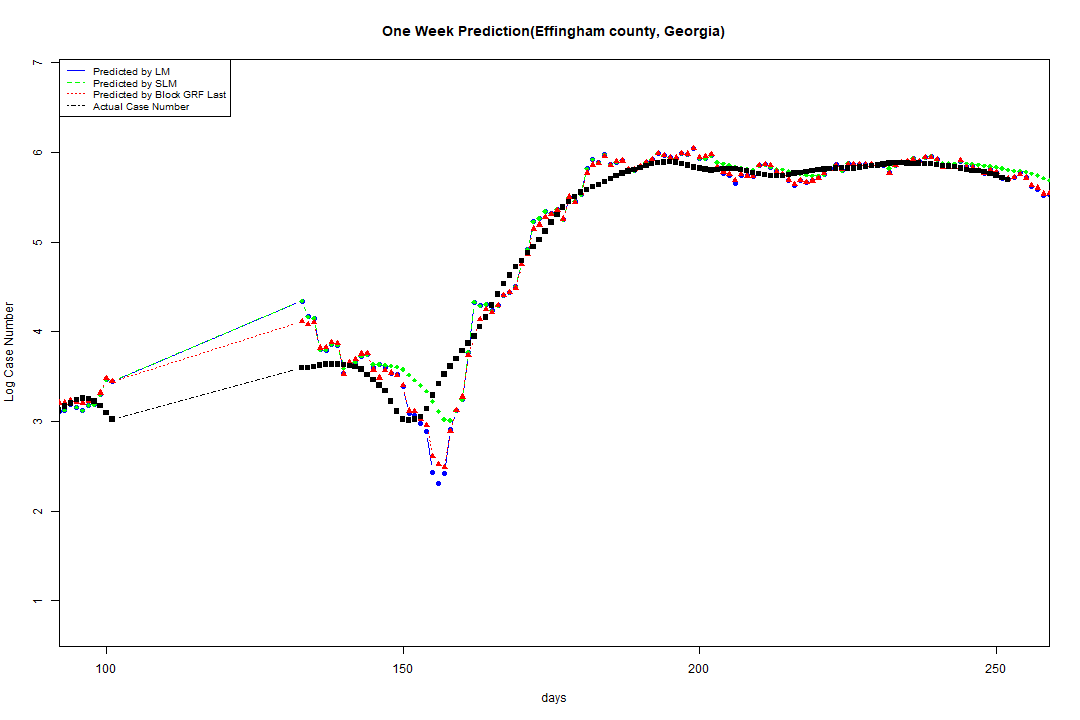 One Week Prediction(Effingham county, Georgia)
Predicted by LM
Predicted by SLM
Predicted by Block GRF Last
Actual Case Number
7
6
5
4
3
2
1
Log Case Number
100 150 200 250
days